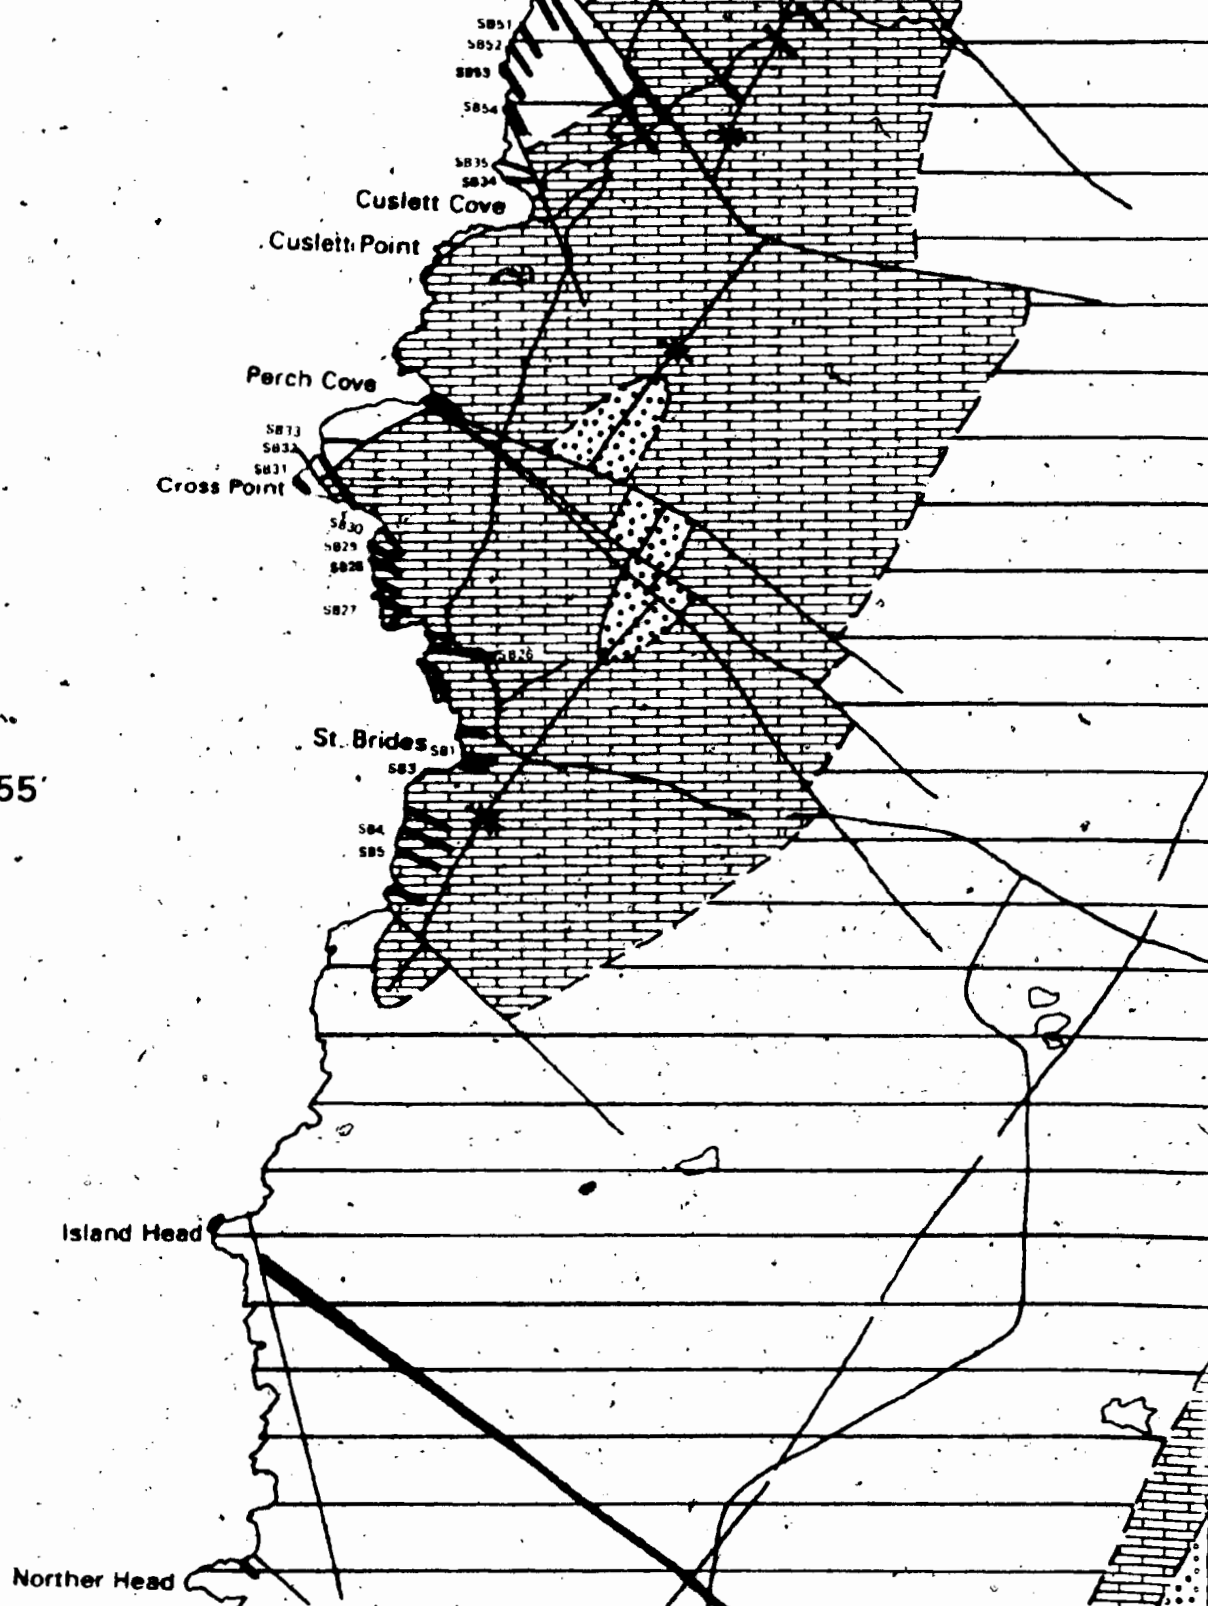 SB51
SB52
SB53
SB54
SB35
SB34
Cuslett Cove
Cuslett Point
Perch Cove
SB33
SB32
SB31
Cross Point
SB30
SB29
SB28
SB27
SB26
St. Brides
SB1
SB3
55′
SB4
SB5
Island Head
Norther Head